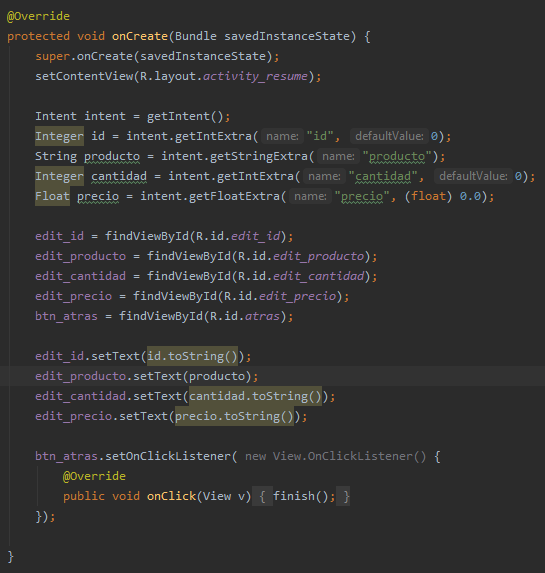 @Override
protected void onCreate(Bundle savedInstanceState) {
super.onCreate(savedInstanceState);
setContentView(R.layout.activity_resume);
Intent intent = getIntent();
Integer id = intent.getIntExtra( name: "id", defaultValue: 0);
String producto = intent.getStringExtra( name: "producto");
Integer cantidad = intent.getIntExtra( name: "cantidad", defaultValue: 0);
Float precio = intent.getFloatExtra( name: "precio", (float) 0.0);
edit_id = findViewById(R.id.edit_id);
edit_producto = findViewById(R.id.edit_producto);
edit_cantidad = findViewById(R.id.edit_cantidad);
edit_precio = findViewById(R.id.edit_precio);
btn_atras = findViewById(R.id.atras);
edit_id.setText(id.toString());
edit_producto.setText(producto);
edit_cantidad.setText(cantidad.toString());
edit_precio.setText(precio.toString());
btn_atras.setOnClickListener( new View.OnClickListener() {
@Override
public void onClick(View v) { finish(); }
});
}